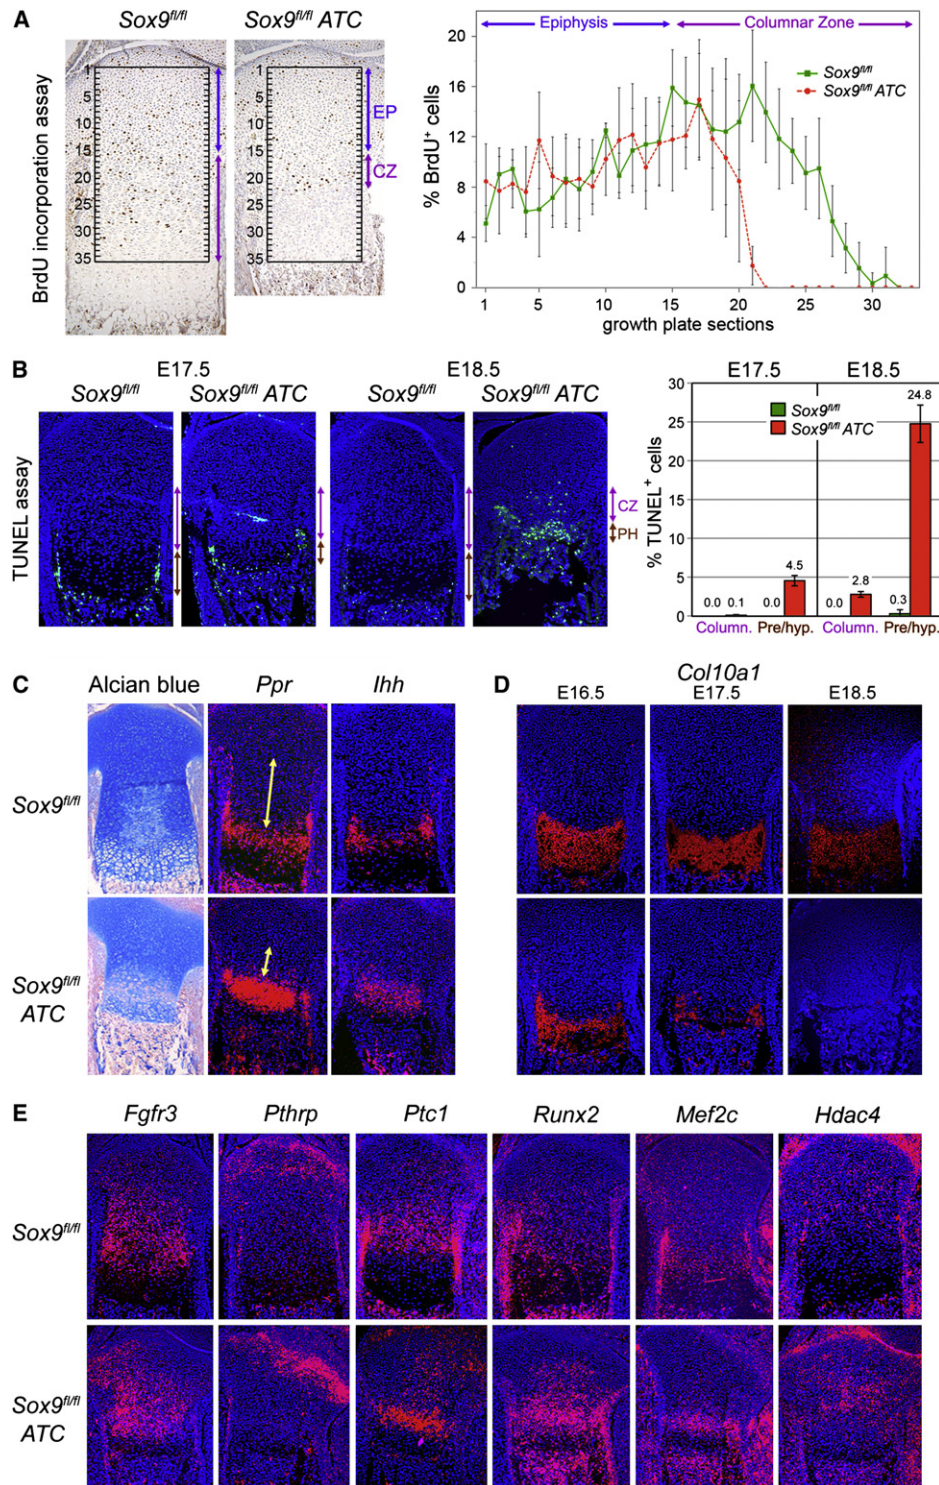 A
Sox9fl/fl
Sox9fl/fl ATC
BrdU incorporation assay
1
5
10
15
20
25
30
35
1
5
10
15
20
25
30
35
EP
CZ
Epiphysis
Columnar Zone
Sox9fl/fl
Sox9fl/fl ATC
% BrdU+ cells
20
16
12
8
4
0
1
5
10
15
20
25
30
growth plate sections
B
E17.5
E18.5
Sox9fl/fl
Sox9fl/fl ATC
Sox9fl/fl
Sox9fl/fl ATC
TUNEL assay
CZ
PH
E17.5
E18.5
Sox9fl/fl
Sox9fl/fl ATC
% TUNEL+ cells
30
25
20
15
10
5
0
0.0
0.1
0.0
4.5
0.0
2.8
0.3
24.8
Column.
Pre/hyp.
Column.
Pre/hyp.
C
Alcian blue
Ppr
Ihh
Sox9fl/fl
Sox9fl/fl
ATC
D
Col10a1
E16.5
E17.5
E18.5
E
Fgfr3
Pthrp
Ptc1
Runx2
Mef2c
Hdac4
Sox9fl/fl
Sox9fl/fl
ATC